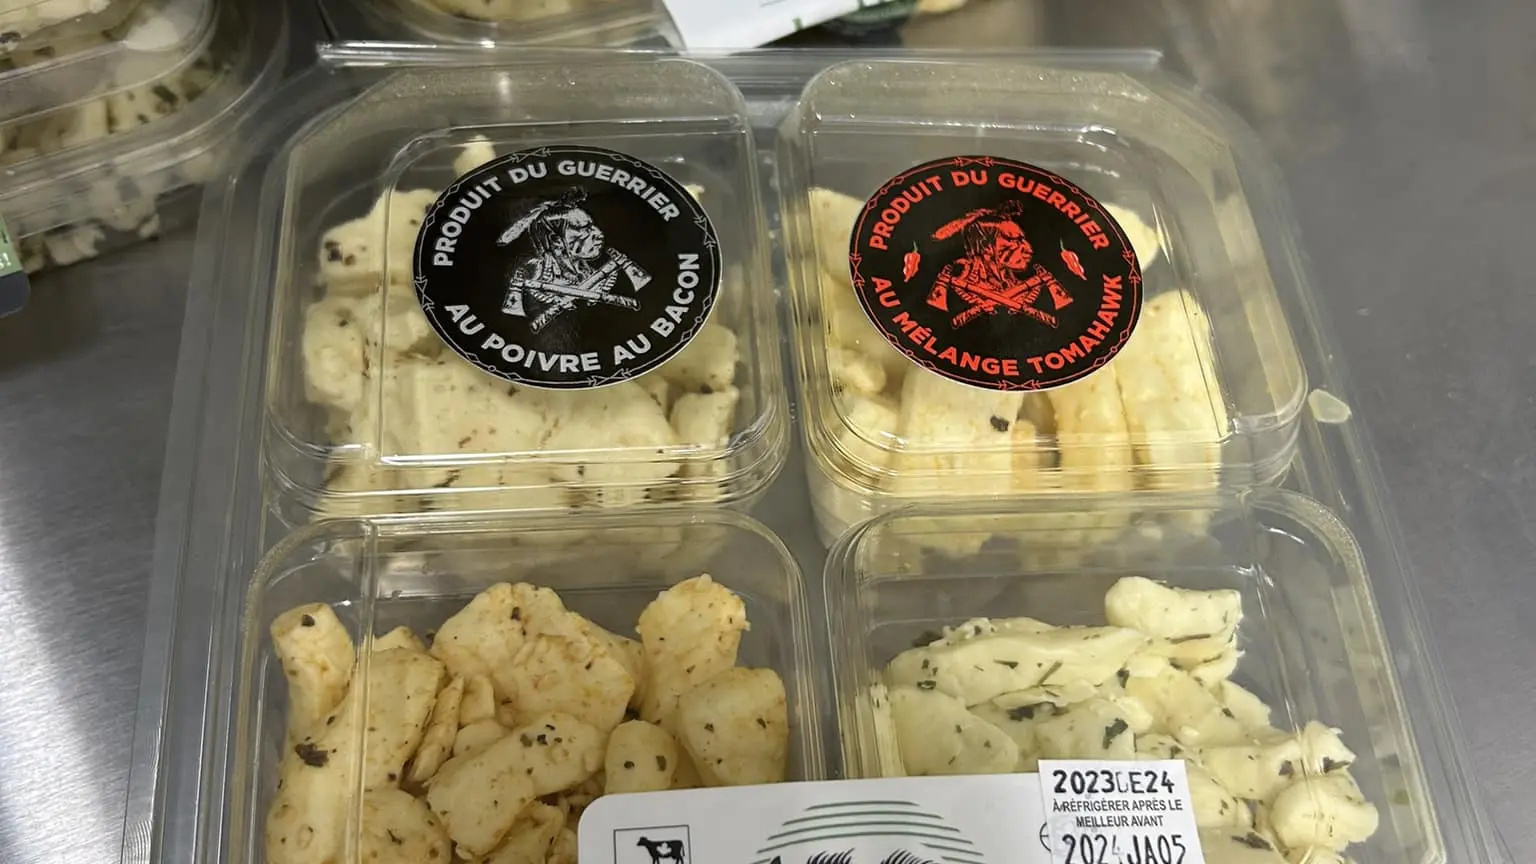 PRODUIT DU GUERRIER
AU POIVRE AU BACON
PRODUIT DU GUERRIER
AU MÉLANGE TOMAHAWK
2023DE24
À RÉFRIGÉRER APRÈS LE
MEILLEUR AVANT
2024JA05